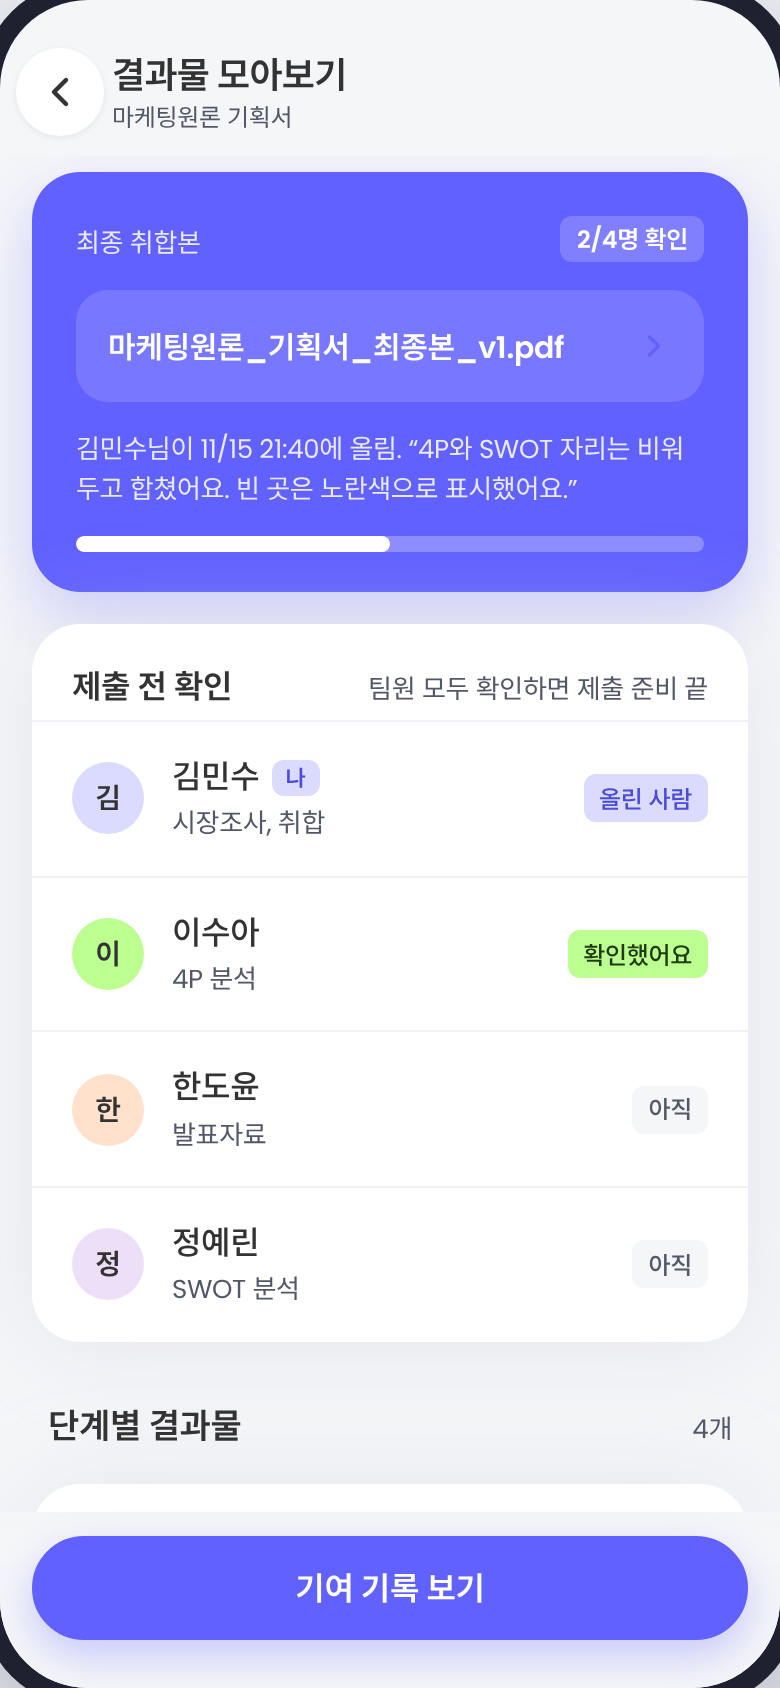 결과물 모아보기
마케팅원론 기획서
최종 취합본
2/4명 확인
마케팅원론_기획서_최종본_v1.pdf
김민수님이 11/15 21:40에 올림. “4P와 SWOT 자리는 비워
두고 합쳤어요. 빈 곳은 노란색으로 표시했어요.”
제출 전 확인
팀원 모두 확인하면 제출 준비 끝
김
김민수
나
시장조사, 취합
올린 사람
이
이수아
4P 분석
확인했어요
한
한도윤
발표자료
아직
정
정예린
SWOT 분석
아직
단계별 결과물
4개
기여 기록 보기